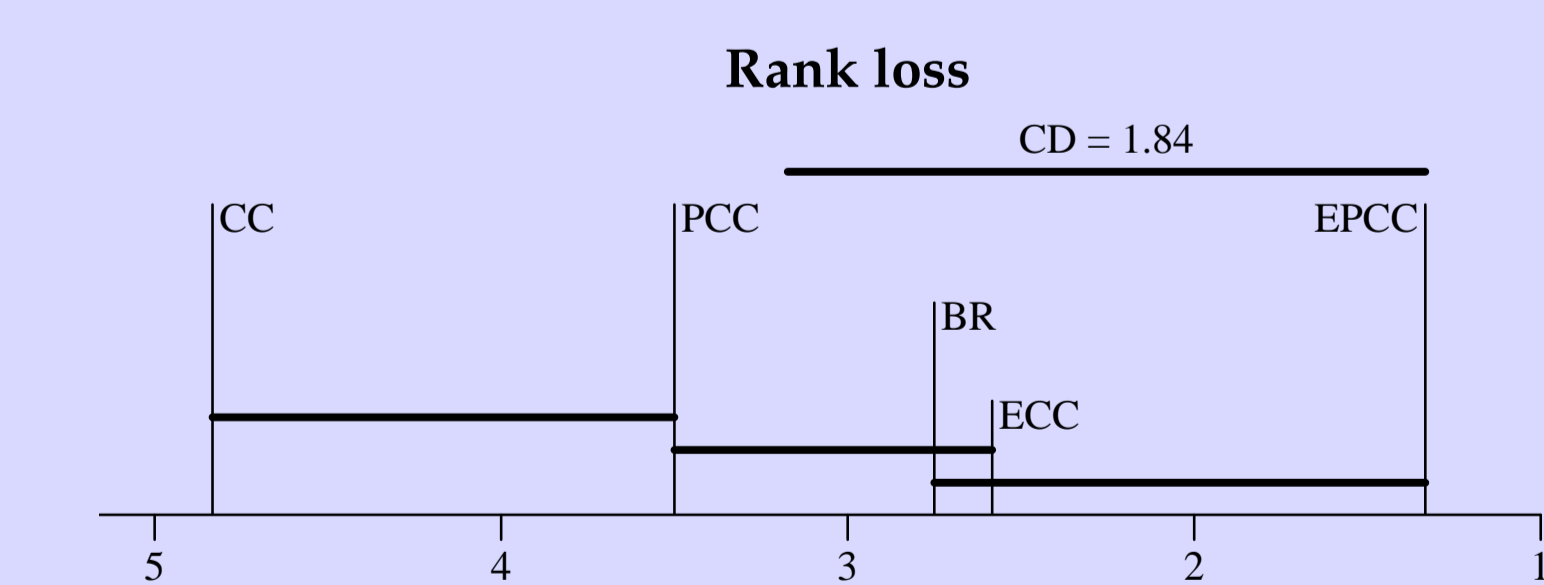 Rank loss
CD = 1.84
CC PCC EPCC
BR
ECC
5 4 3 2 1